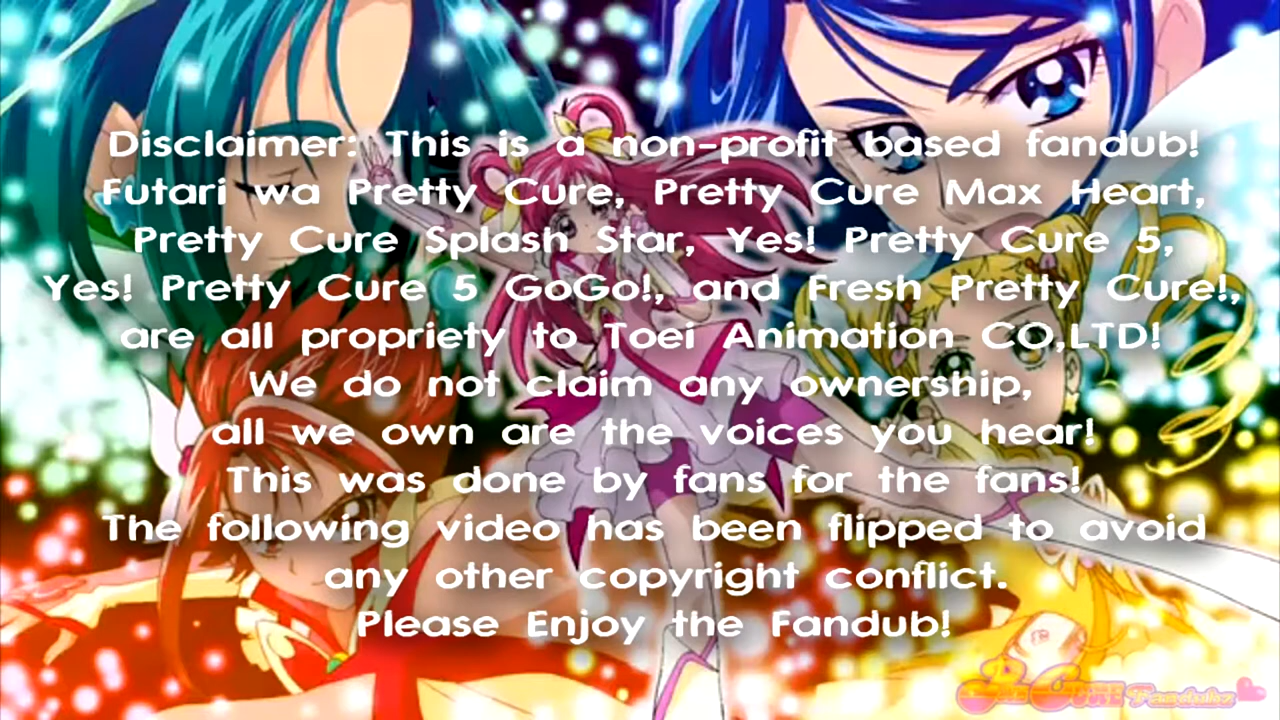 Disclaimer: This is a non-profit based fandub!
Futari wa Pretty Cure, Pretty Cure Max Heart,
Pretty Cure Splash Star, Yes! Pretty Cure 5,
Yes! Pretty Cure 5 GoGo!, and Fresh Pretty Cure!,
are all propriety to Toei Animation CO,LTD!
We do not claim any ownership,
all we own are the voices you hear!
This was done by fans for the fans!
The following video has been flipped to avoid
any other copyright conflict.
Please Enjoy the Fandub!
Cure Fandubz